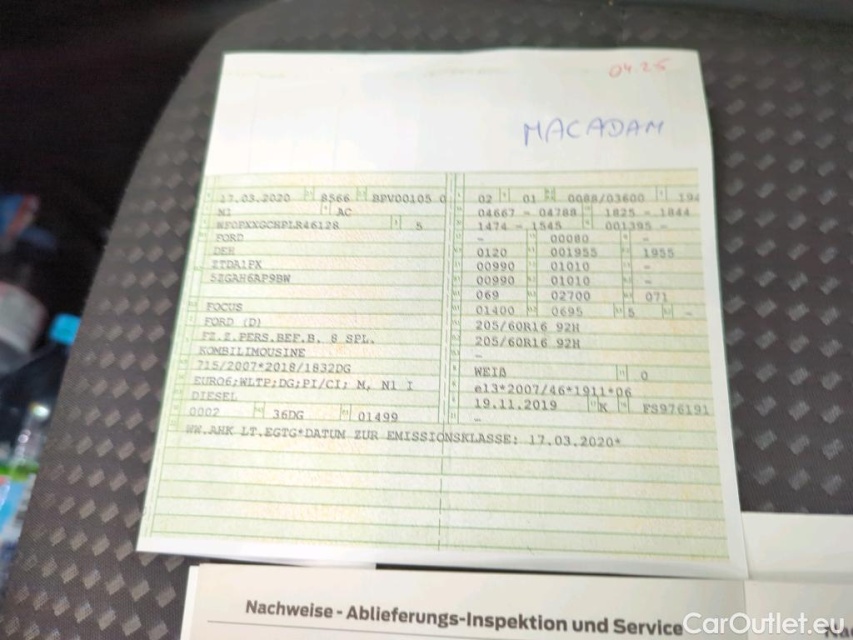 04.25
MACADAM
17.03.2020 8566 BPV00105 0
M1 AC
WF0PXXGCHPLR46128 5
FORD
DEH
ZTDA1FX
5ZGAH6AP9BW
FOCUS
FORD (D)
FZ.Z.PERS.BEF.B. 8 SPL.
KOMBILIMOUSINE
715/2007*2018/1832DG
EURO6;WLTP;DG;PI/CI; M, N1 I
DIESEL
0002 36DG 01499
02 01 0088/03600 194
04667 - 04788 1825 - 1844
1474 - 1545 001395 -
- 00080 -
0120 001955 1955
00990 01010 -
00990 01010 -
069 02700 071
01400 0695 5 -
205/60R16 92H
205/60R16 92H
-
WEIß 0
e13*2007/46*1911*06
19.11.2019 K FS976191
-
WW.AHK LT.EGTG*DATUM ZUR EMISSIONSKLASSE: 17.03.2020*
Nachweise - Ablieferungs-Inspektion und Service
CarOutlet.eu